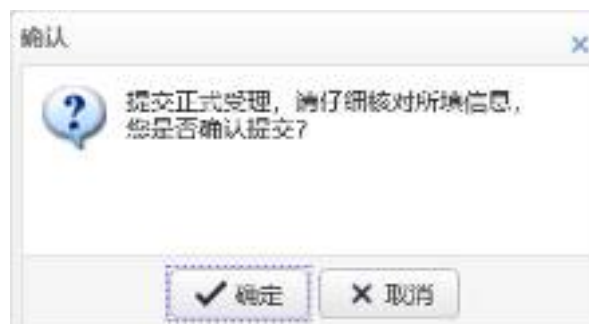 确认
提交正式受理，请仔细核对所填信息，
您是否确认提交？
确定
取消